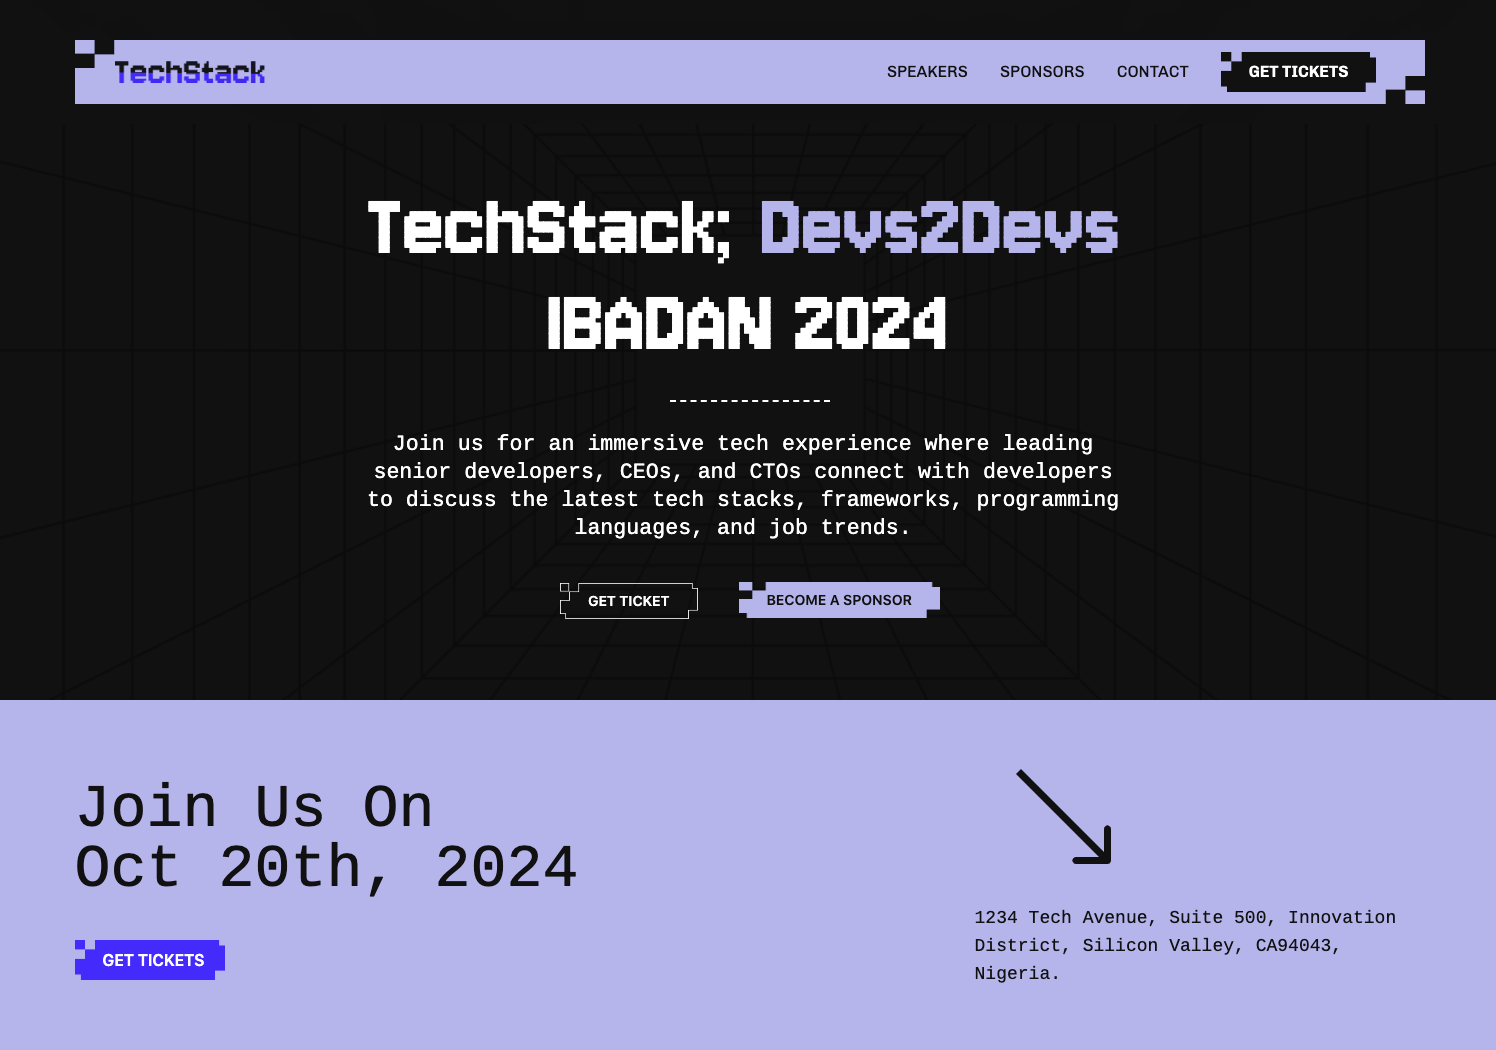 TechStack
SPEAKERS SPONSORS CONTACT GET TICKETS
TechStack; Devs2Devs
IBADAN 2024
----------------
Join us for an immersive tech experience where leading
senior developers, CEOs, and CTOs connect with developers
to discuss the latest tech stacks, frameworks, programming
languages, and job trends.
GET TICKET BECOME A SPONSOR
Join Us On
Oct 20th, 2024
GET TICKETS
1234 Tech Avenue, Suite 500, Innovation
District, Silicon Valley, CA94043,
Nigeria.